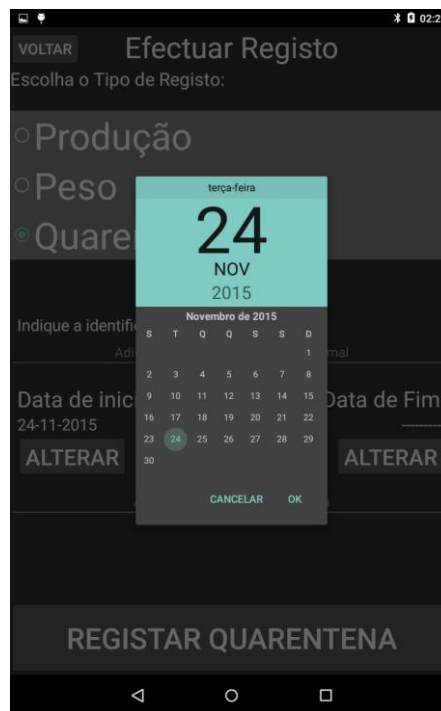 02:2
VOLTAR Efectuar Registo
Escolha o Tipo de Registo:
Produção
Peso
Quare
terça-feira
24
NOV
2015
Novembro de 2015
S T Q Q S S D
1
2 3 4 5 6 7 8
9 10 11 12 13 14 15
16 17 18 19 20 21 22
23 24 25 26 27 28 29
30
CANCELAR OK
Indique a identifi
Adi mal
Data de iníc Data de Fim
24-11-2015 --------
ALTERAR ALTERAR
REGISTAR QUARENTENA